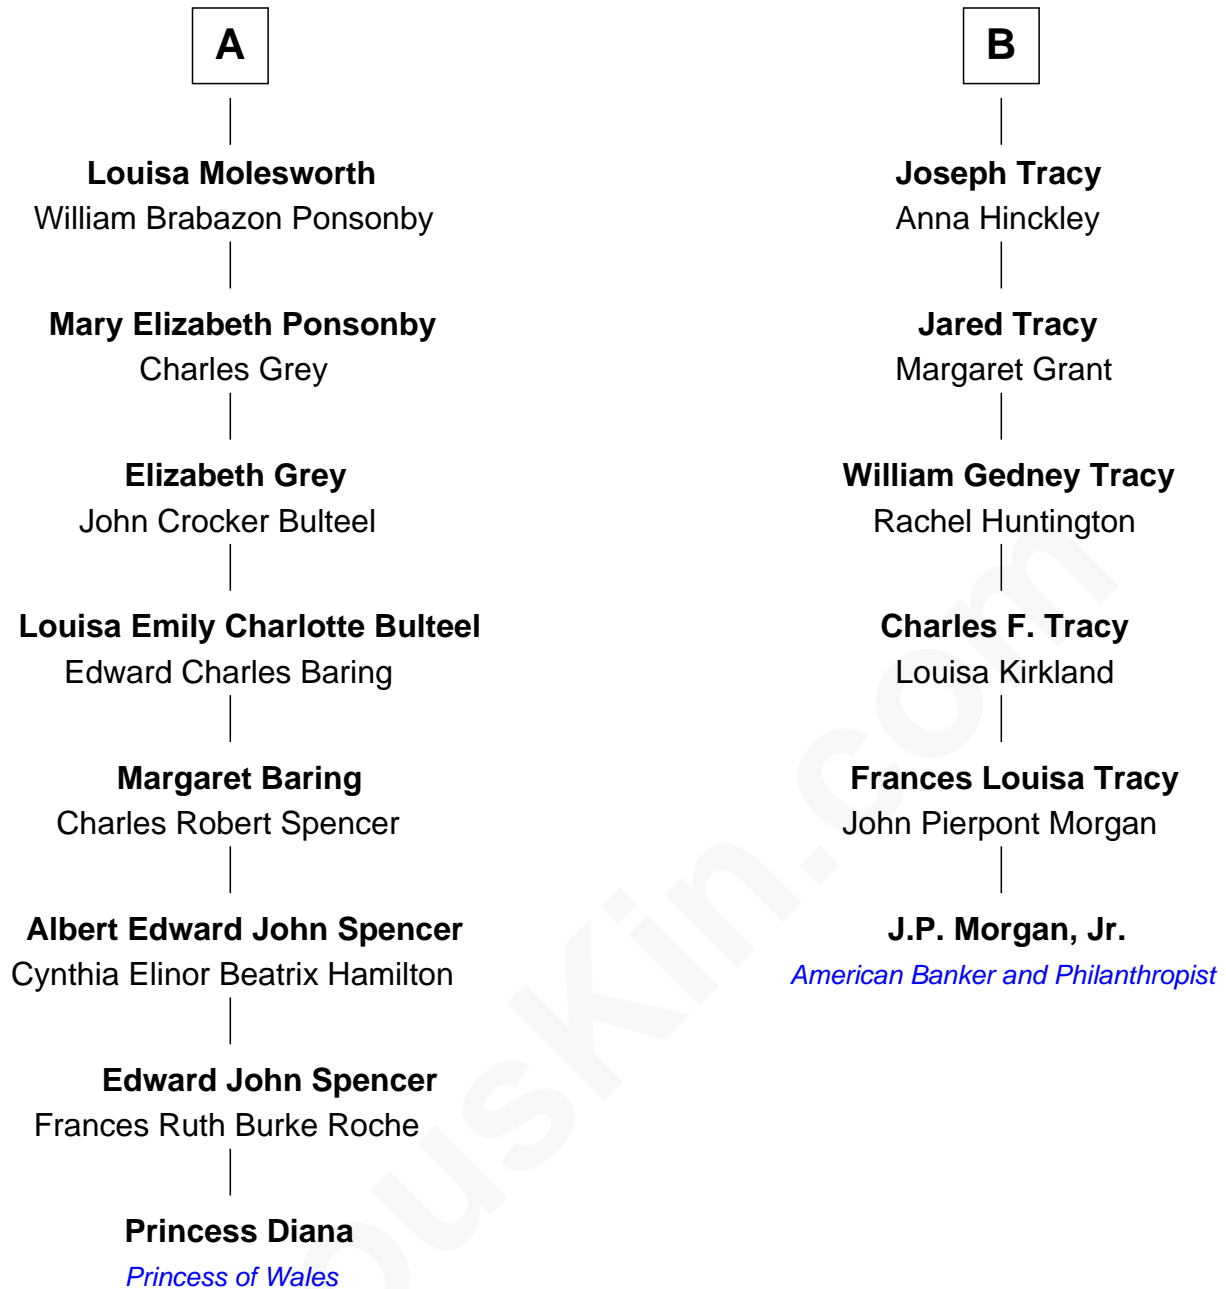 A
Louisa Molesworth
William Brabazon Ponsonby
Mary Elizabeth Ponsonby
Charles Grey
Elizabeth Grey
John Crocker Bulteel
Louisa Emily Charlotte Bulteel
Edward Charles Baring
Margaret Baring
Charles Robert Spencer
Albert Edward John Spencer
Cynthia Elinor Beatrix Hamilton
Edward John Spencer
Frances Ruth Burke Roche
Princess Diana
Princess of Wales
B
Joseph Tracy
Anna Hinckley
Jared Tracy
Margaret Grant
William Gedney Tracy
Rachel Huntington
Charles F. Tracy
Louisa Kirkland
Frances Louisa Tracy
John Pierpont Morgan
J.P. Morgan, Jr.
American Banker and Philanthropist
ousKin.com